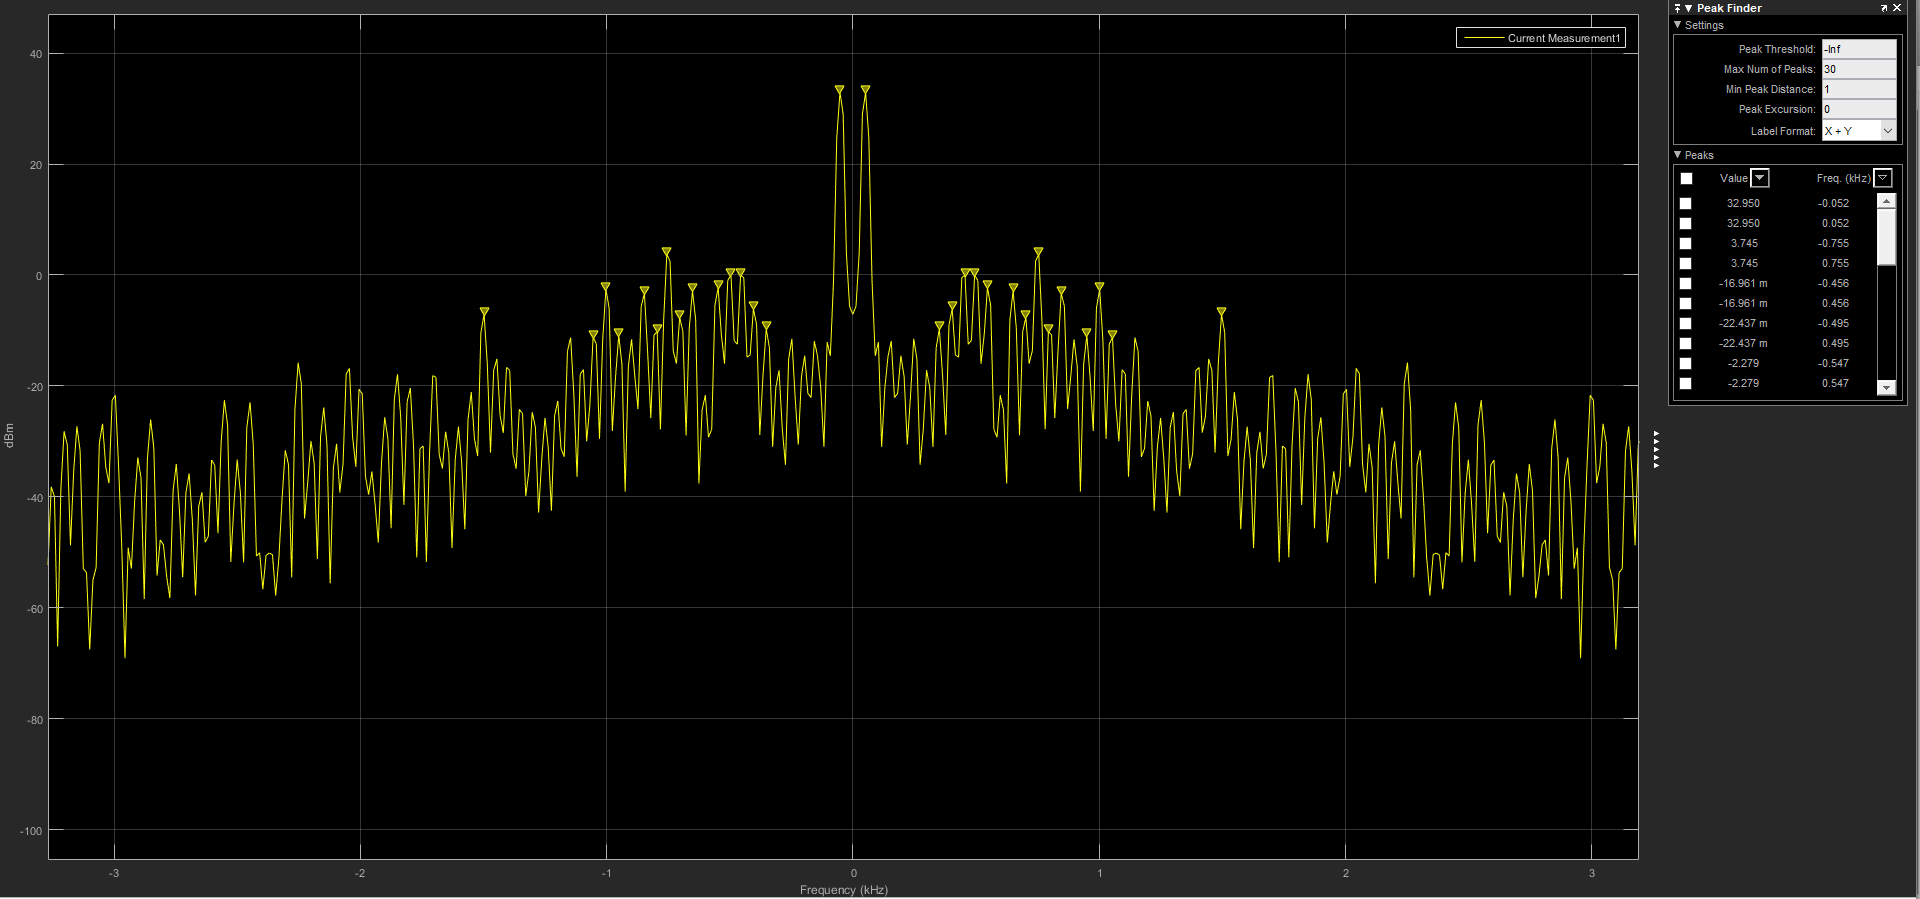 Current Measurement1
40
20
0
-20
-40
-60
-80
-100
dBm
-3
-2
-1
0
1
2
3
Frequency (kHz)
Peak Finder
Settings
Peak Threshold: -Inf
Max Num of Peaks: 30
Min Peak Distance: 1
Peak Excursion: 0
Label Format: X + Y
Peaks
Value Freq. (kHz)
32.950 -0.052
32.950 0.052
3.745 -0.755
3.745 0.755
-16.961 m -0.456
-16.961 m 0.456
-22.437 m -0.495
-22.437 m 0.495
-2.279 -0.547
-2.279 0.547